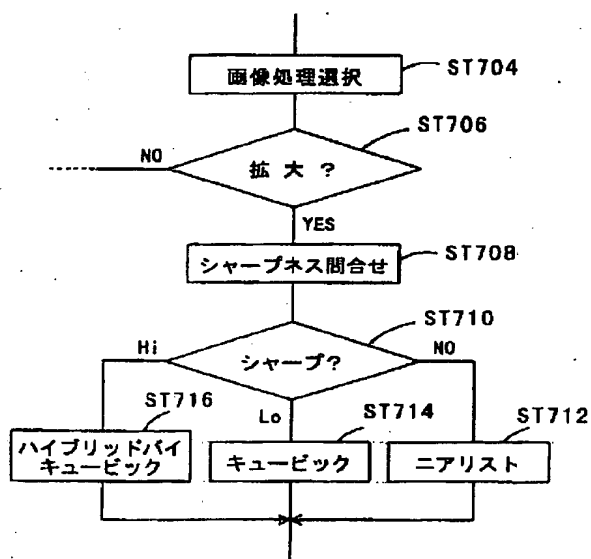 画像処理選択
ST704
ST706
NO
拡大?
YES
シャープネス問合せ
ST708
ST710
Hi
シャープ?
NO
ST716
Lo
ST714
ST712
ハイブリッドバイ
キュービック
キュービック
ニアリスト